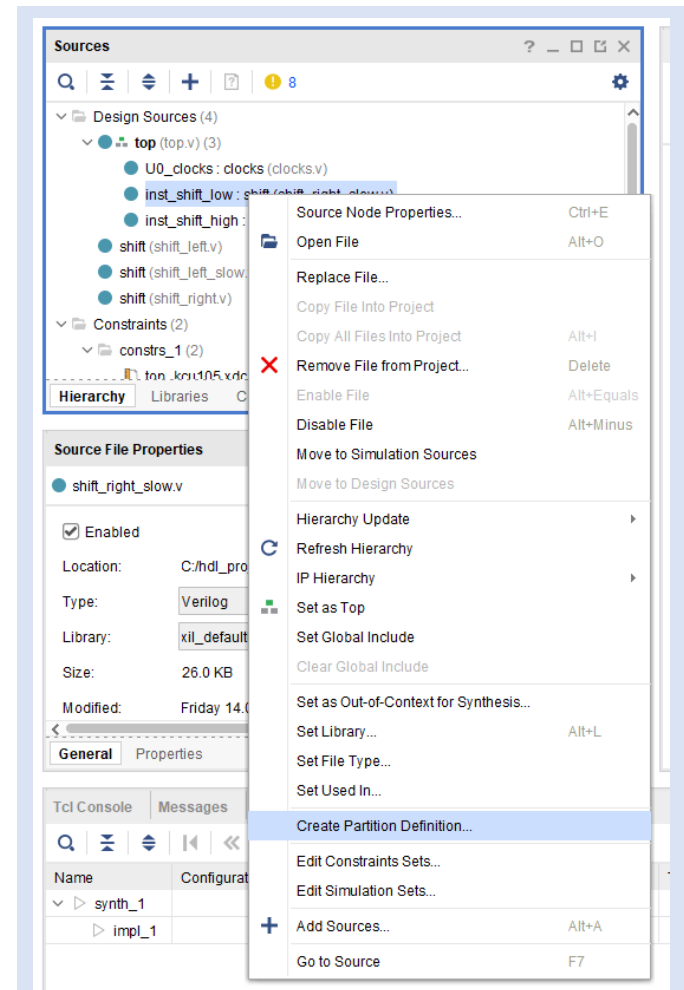 Sources ? _
8
Design Sources (4)
top (top.v) (3)
U0_clocks : clocks (clocks.v)
inst_shift_low : shift (shift_right_slow.v)
inst_shift_high :
shift (shift_left.v)
shift (shift_left_slow.
shift (shift_right.v)
Constraints (2)
constrs_1 (2)
top_kcu105.xdc
Hierarchy Libraries C
Source File Properties
shift_right_slow.v
Enabled
Location: C:/hdl_pro
Type: Verilog
Library: xil_default
Size: 26.0 KB
Modified: Friday 14.0
General Properties
Tcl Console Messages
Name Configurat
synth_1
impl_1
Source Node Properties... Ctrl+E
Open File Alt+O
Replace File...
Copy File Into Project
Copy All Files Into Project Alt+I
Remove File from Project... Delete
Enable File Alt+Equals
Disable File Alt+Minus
Move to Simulation Sources
Move to Design Sources
Hierarchy Update
Refresh Hierarchy
IP Hierarchy
Set as Top
Set Global Include
Clear Global Include
Set as Out-of-Context for Synthesis...
Set Library... Alt+L
Set File Type...
Set Used In...
Create Partition Definition...
Edit Constraints Sets...
Edit Simulation Sets...
Add Sources... Alt+A
Go to Source F7